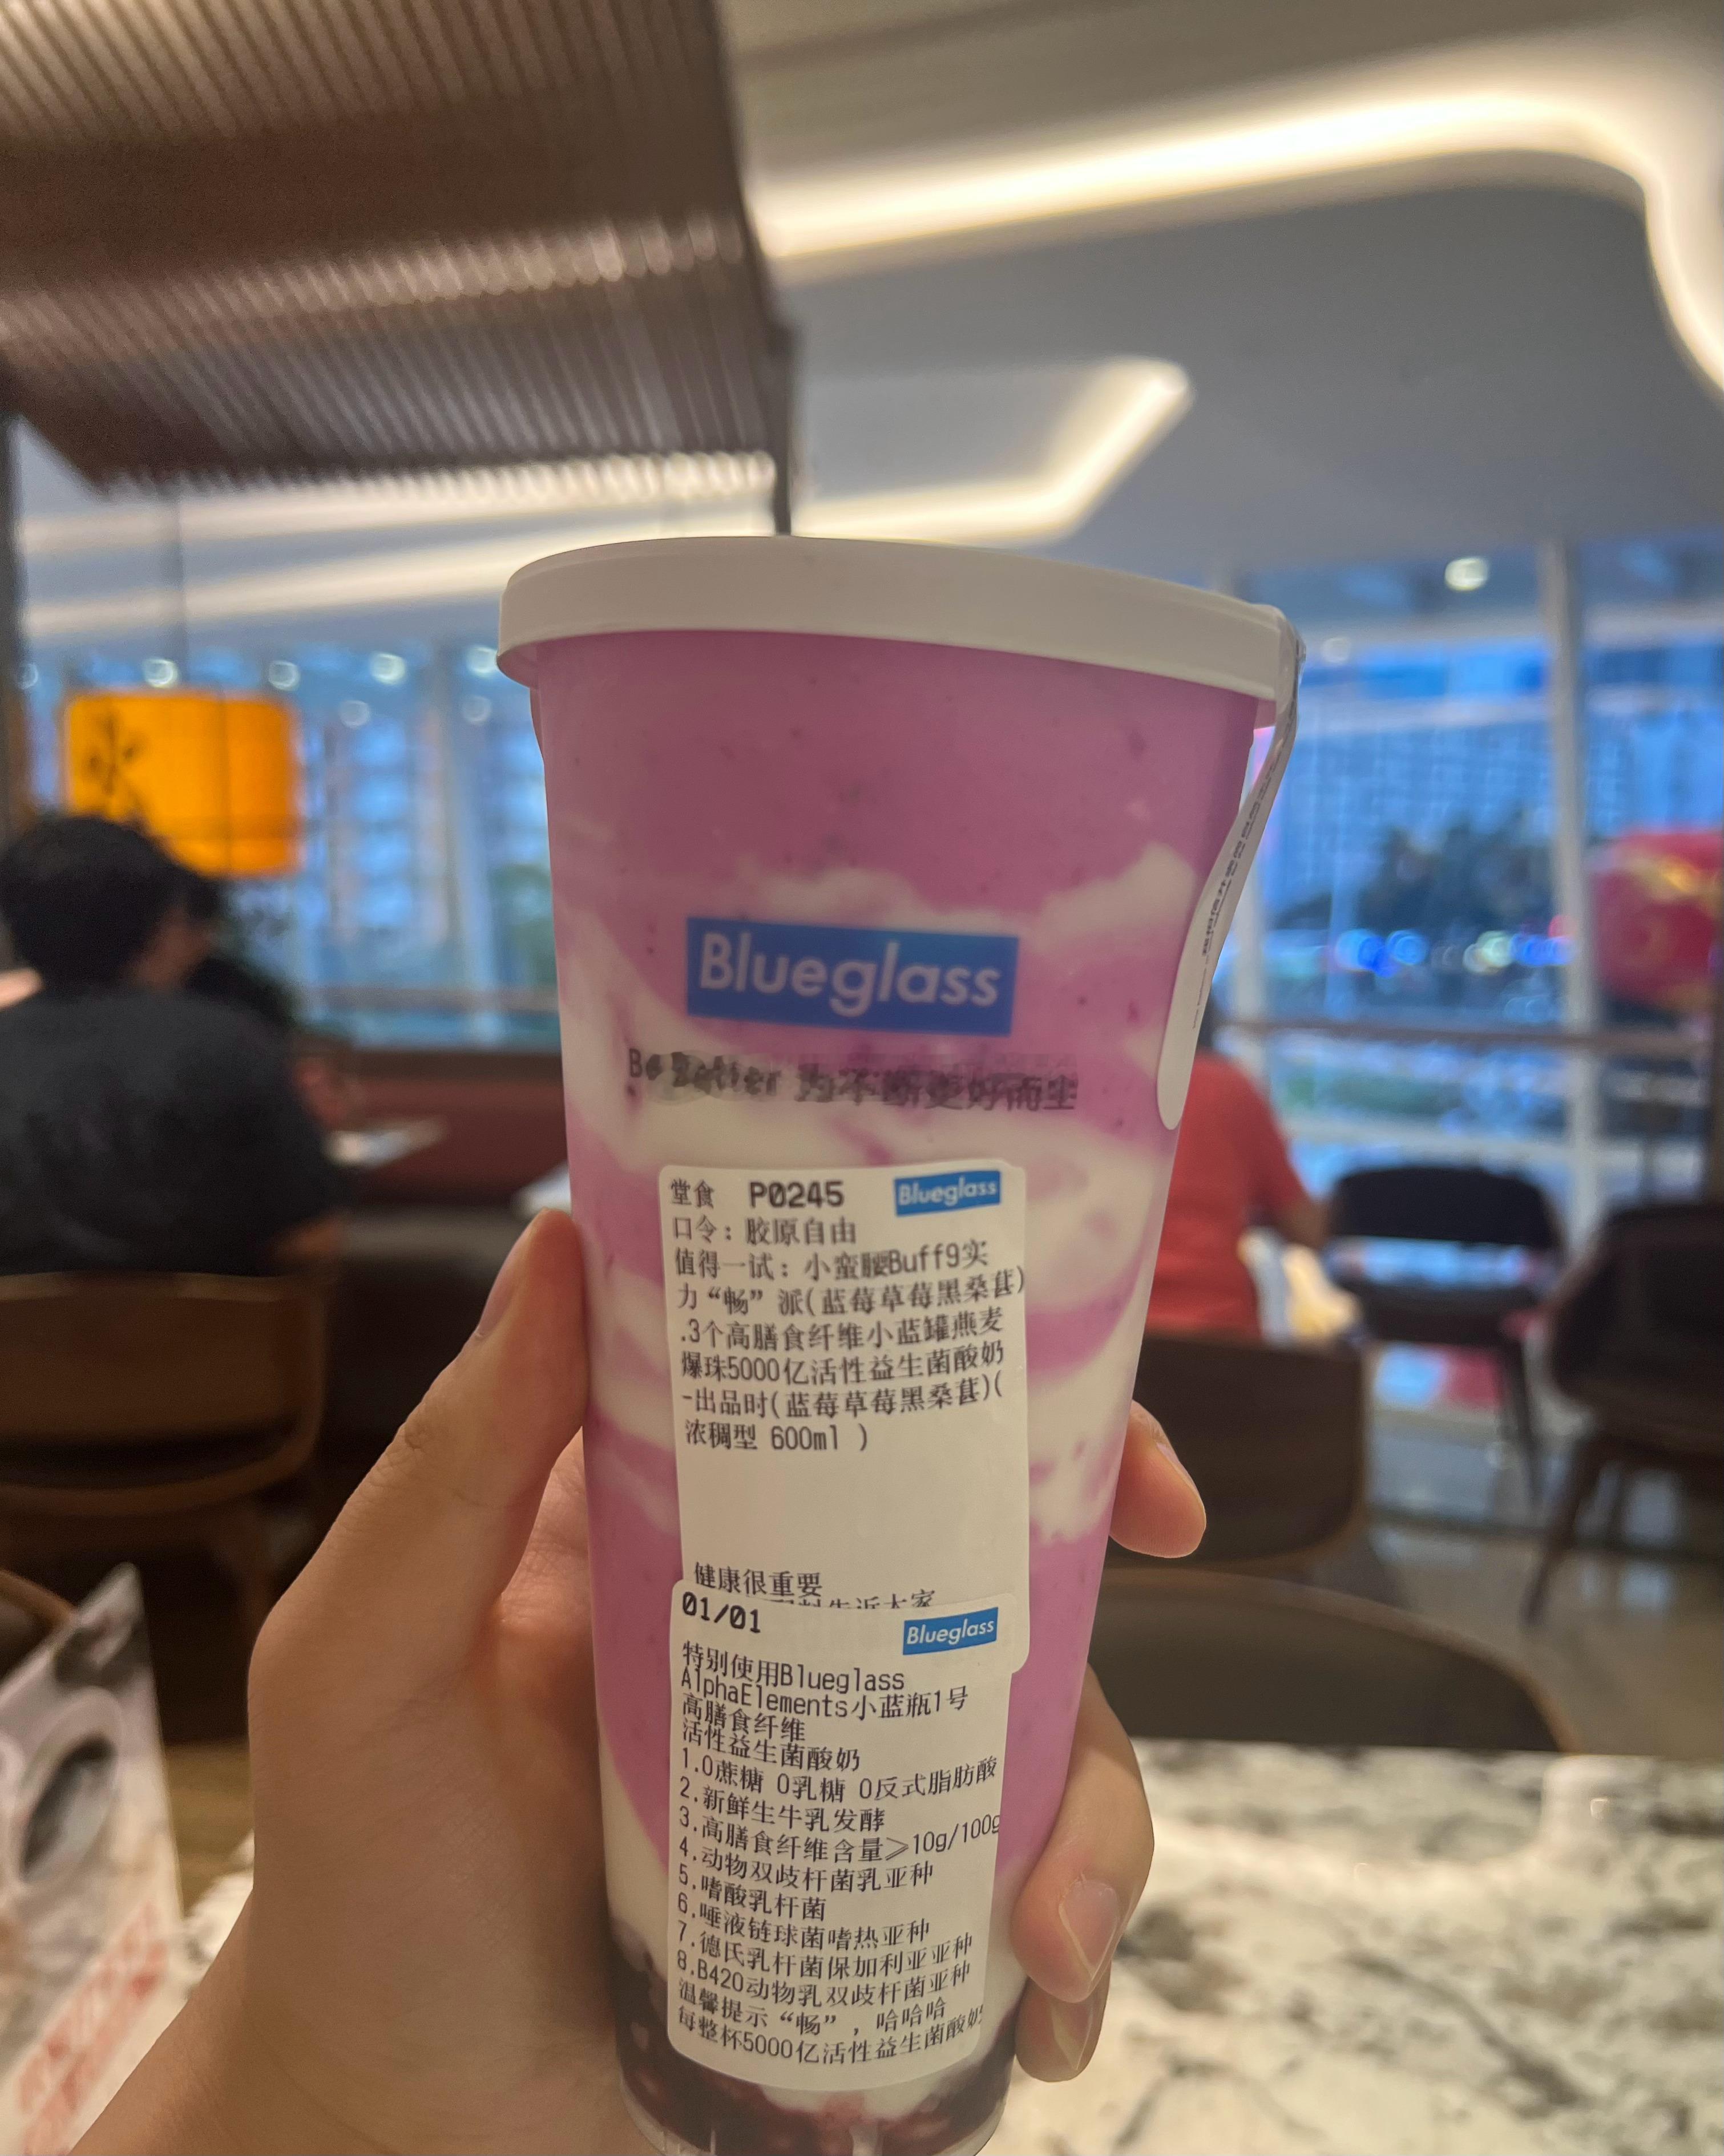 火
Blueglass
Be Better 为不断更好而生
堂食 P0245 Blueglass
口令：胶原自由
值得一试：小蛮腰Buff9实
力“畅”派(蓝莓草莓黑桑葚)
.3个高膳食纤维小蓝罐燕麦
爆珠5000亿活性益生菌酸奶
-出品时(蓝莓草莓黑桑葚)(
浓稠型 600ml )
健康很重要
告诉大家
01/01 Blueglass
特别使用Blueglass
AlphaElements小蓝瓶1号
高膳食纤维
活性益生菌酸奶
1.0蔗糖 0乳糖 0反式脂肪酸
2.新鲜生牛乳发酵
3.高膳食纤维含量≥10g/100g
4.动物双歧杆菌乳亚种
5.嗜酸乳杆菌
6.唾液链球菌嗜热亚种
7.德氏乳杆菌保加利亚亚种
8.B420动物乳双歧杆菌亚种
温馨提示“畅”，哈哈哈
每整杯5000亿活性益生菌酸奶